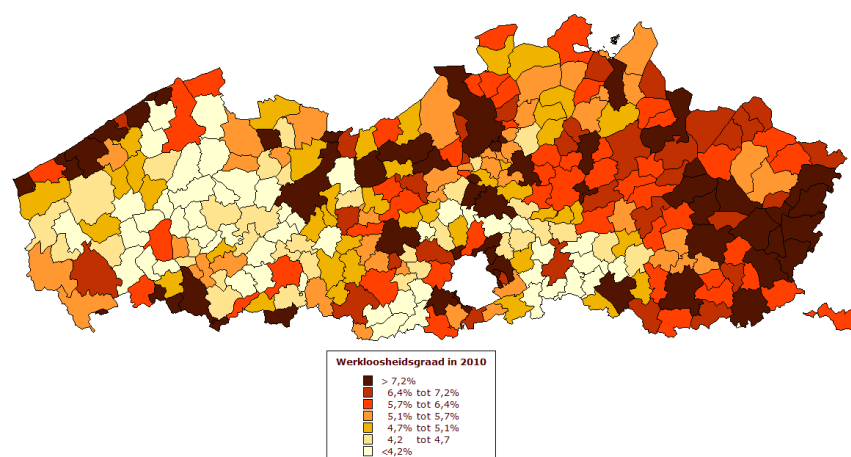 Werkloosheidsgraad in 2010
> 7,2%
6,4% tot 7,2%
5,7% tot 6,4%
5,1% tot 5,7%
4,7% tot 5,1%
4,2 tot 4,7
<4,2%